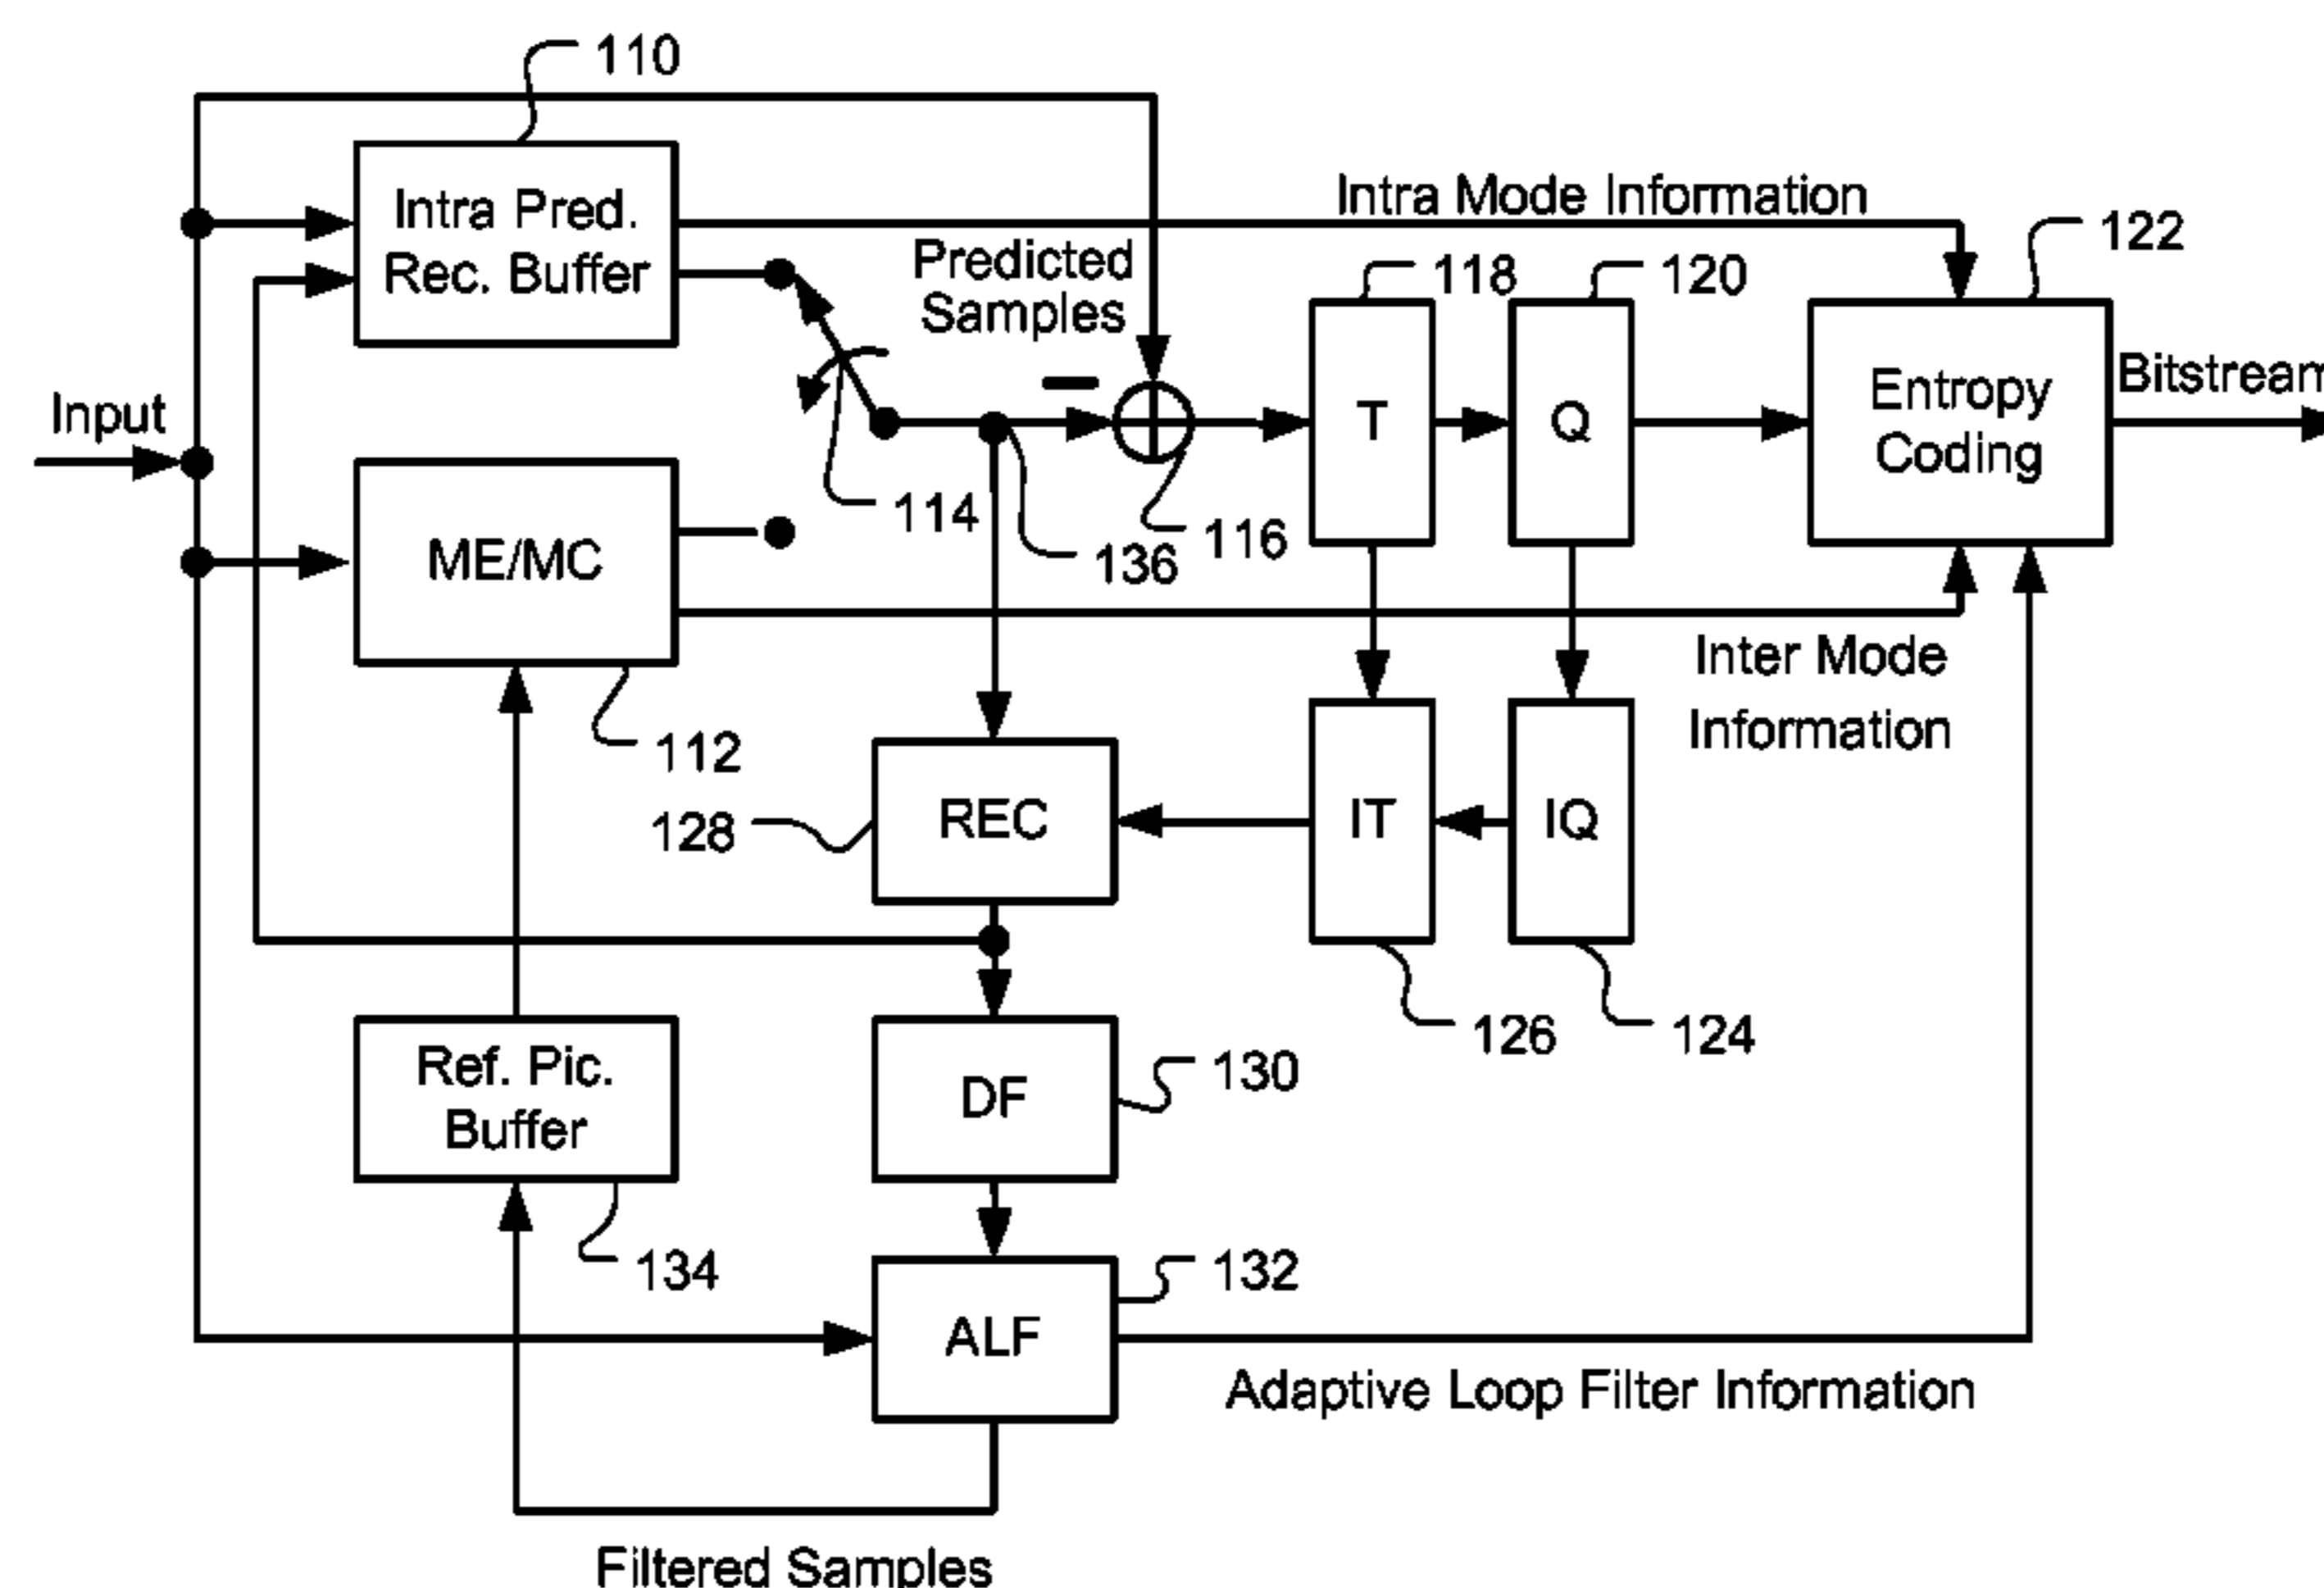 110
Intra Pred.
Rec. Buffer
Intra Mode Information
122
Predicted
Samples
118
120
Input
T
Q
Entropy
Coding
Bitstream
114
116
136
ME/MC
Inter Mode
Information
112
128
REC
IT
IQ
126
124
Ref. Pic.
Buffer
DF
130
134
132
ALF
Adaptive Loop Filter Information
Filtered Samples